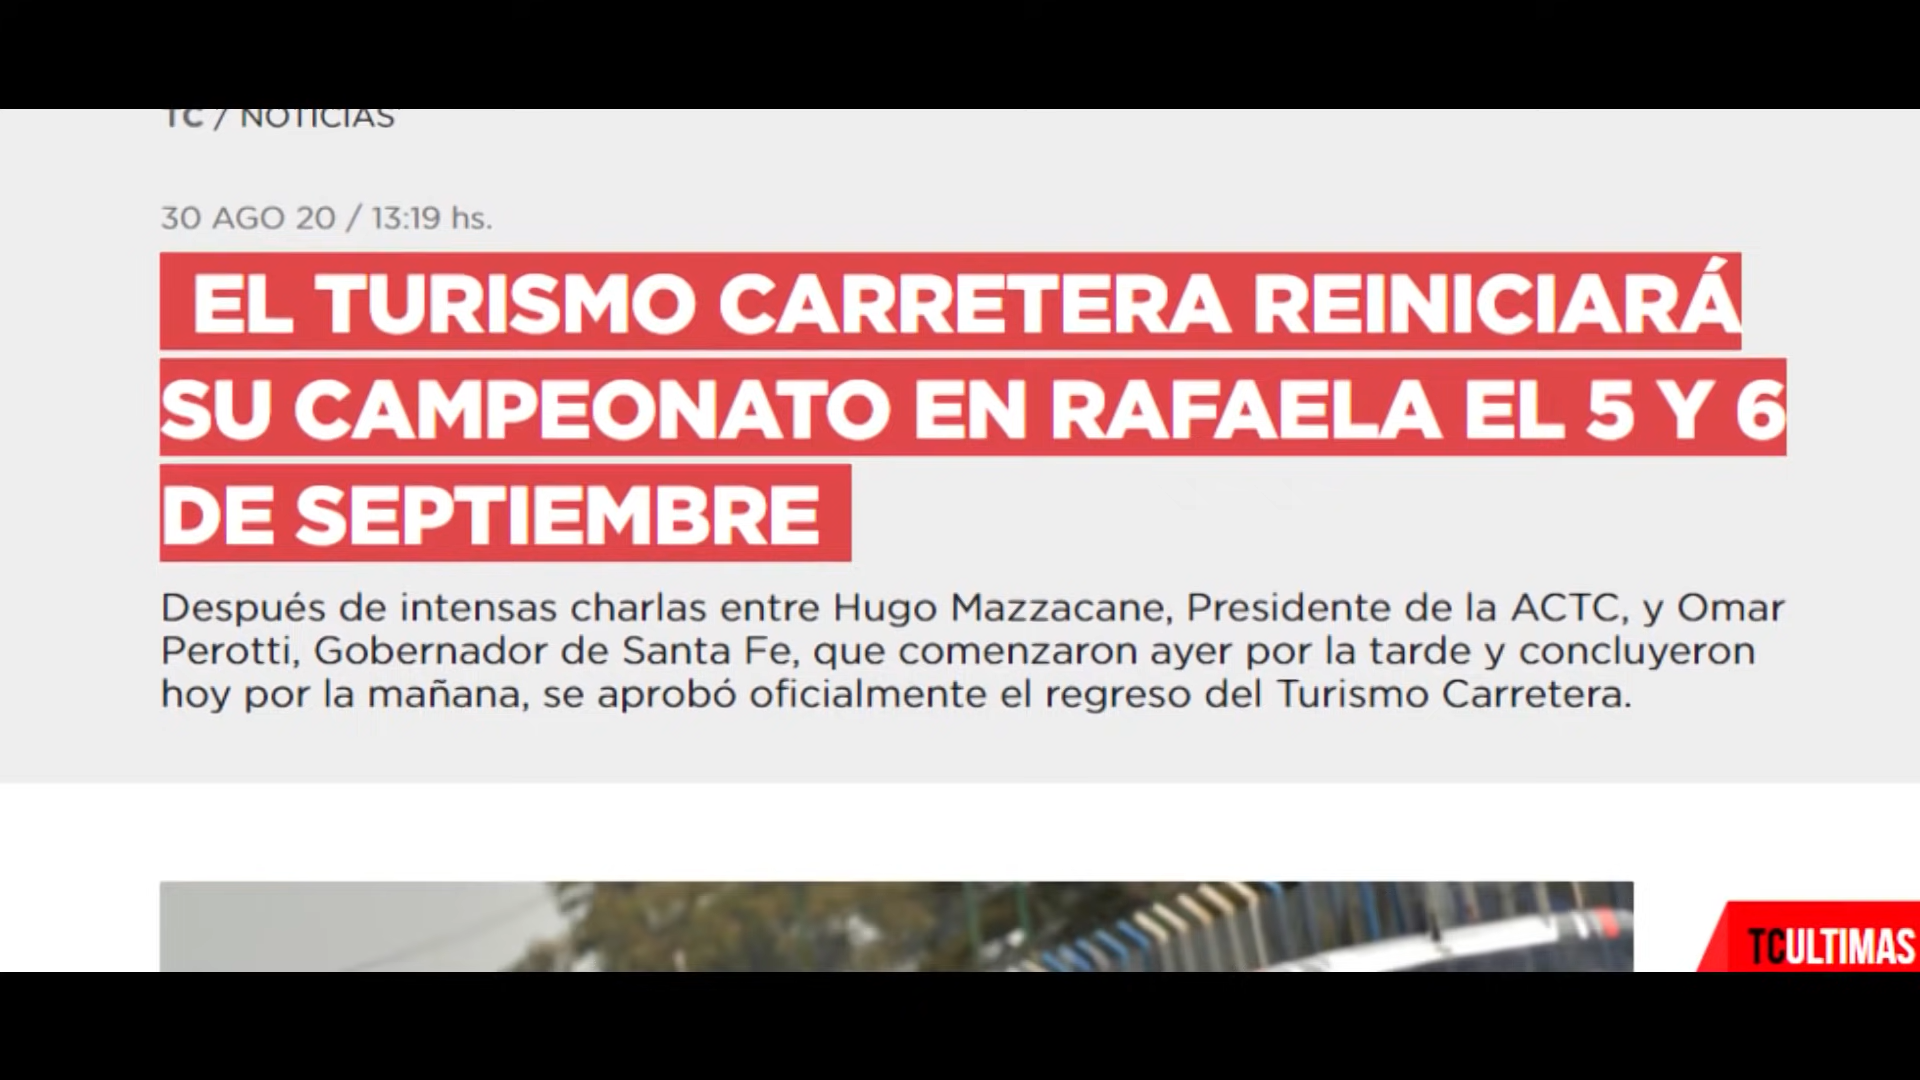 TC / NOTICIAS
30 AGO 20 / 13:19 hs.
EL TURISMO CARRETERA REINICIARÁ
SU CAMPEONATO EN RAFAELA EL 5 Y 6
DE SEPTIEMBRE
Después de intensas charlas entre Hugo Mazzacane, Presidente de la ACTC, y Omar
Perotti, Gobernador de Santa Fe, que comenzaron ayer por la tarde y concluyeron
hoy por la mañana, se aprobó oficialmente el regreso del Turismo Carretera.
TCULTIMAS